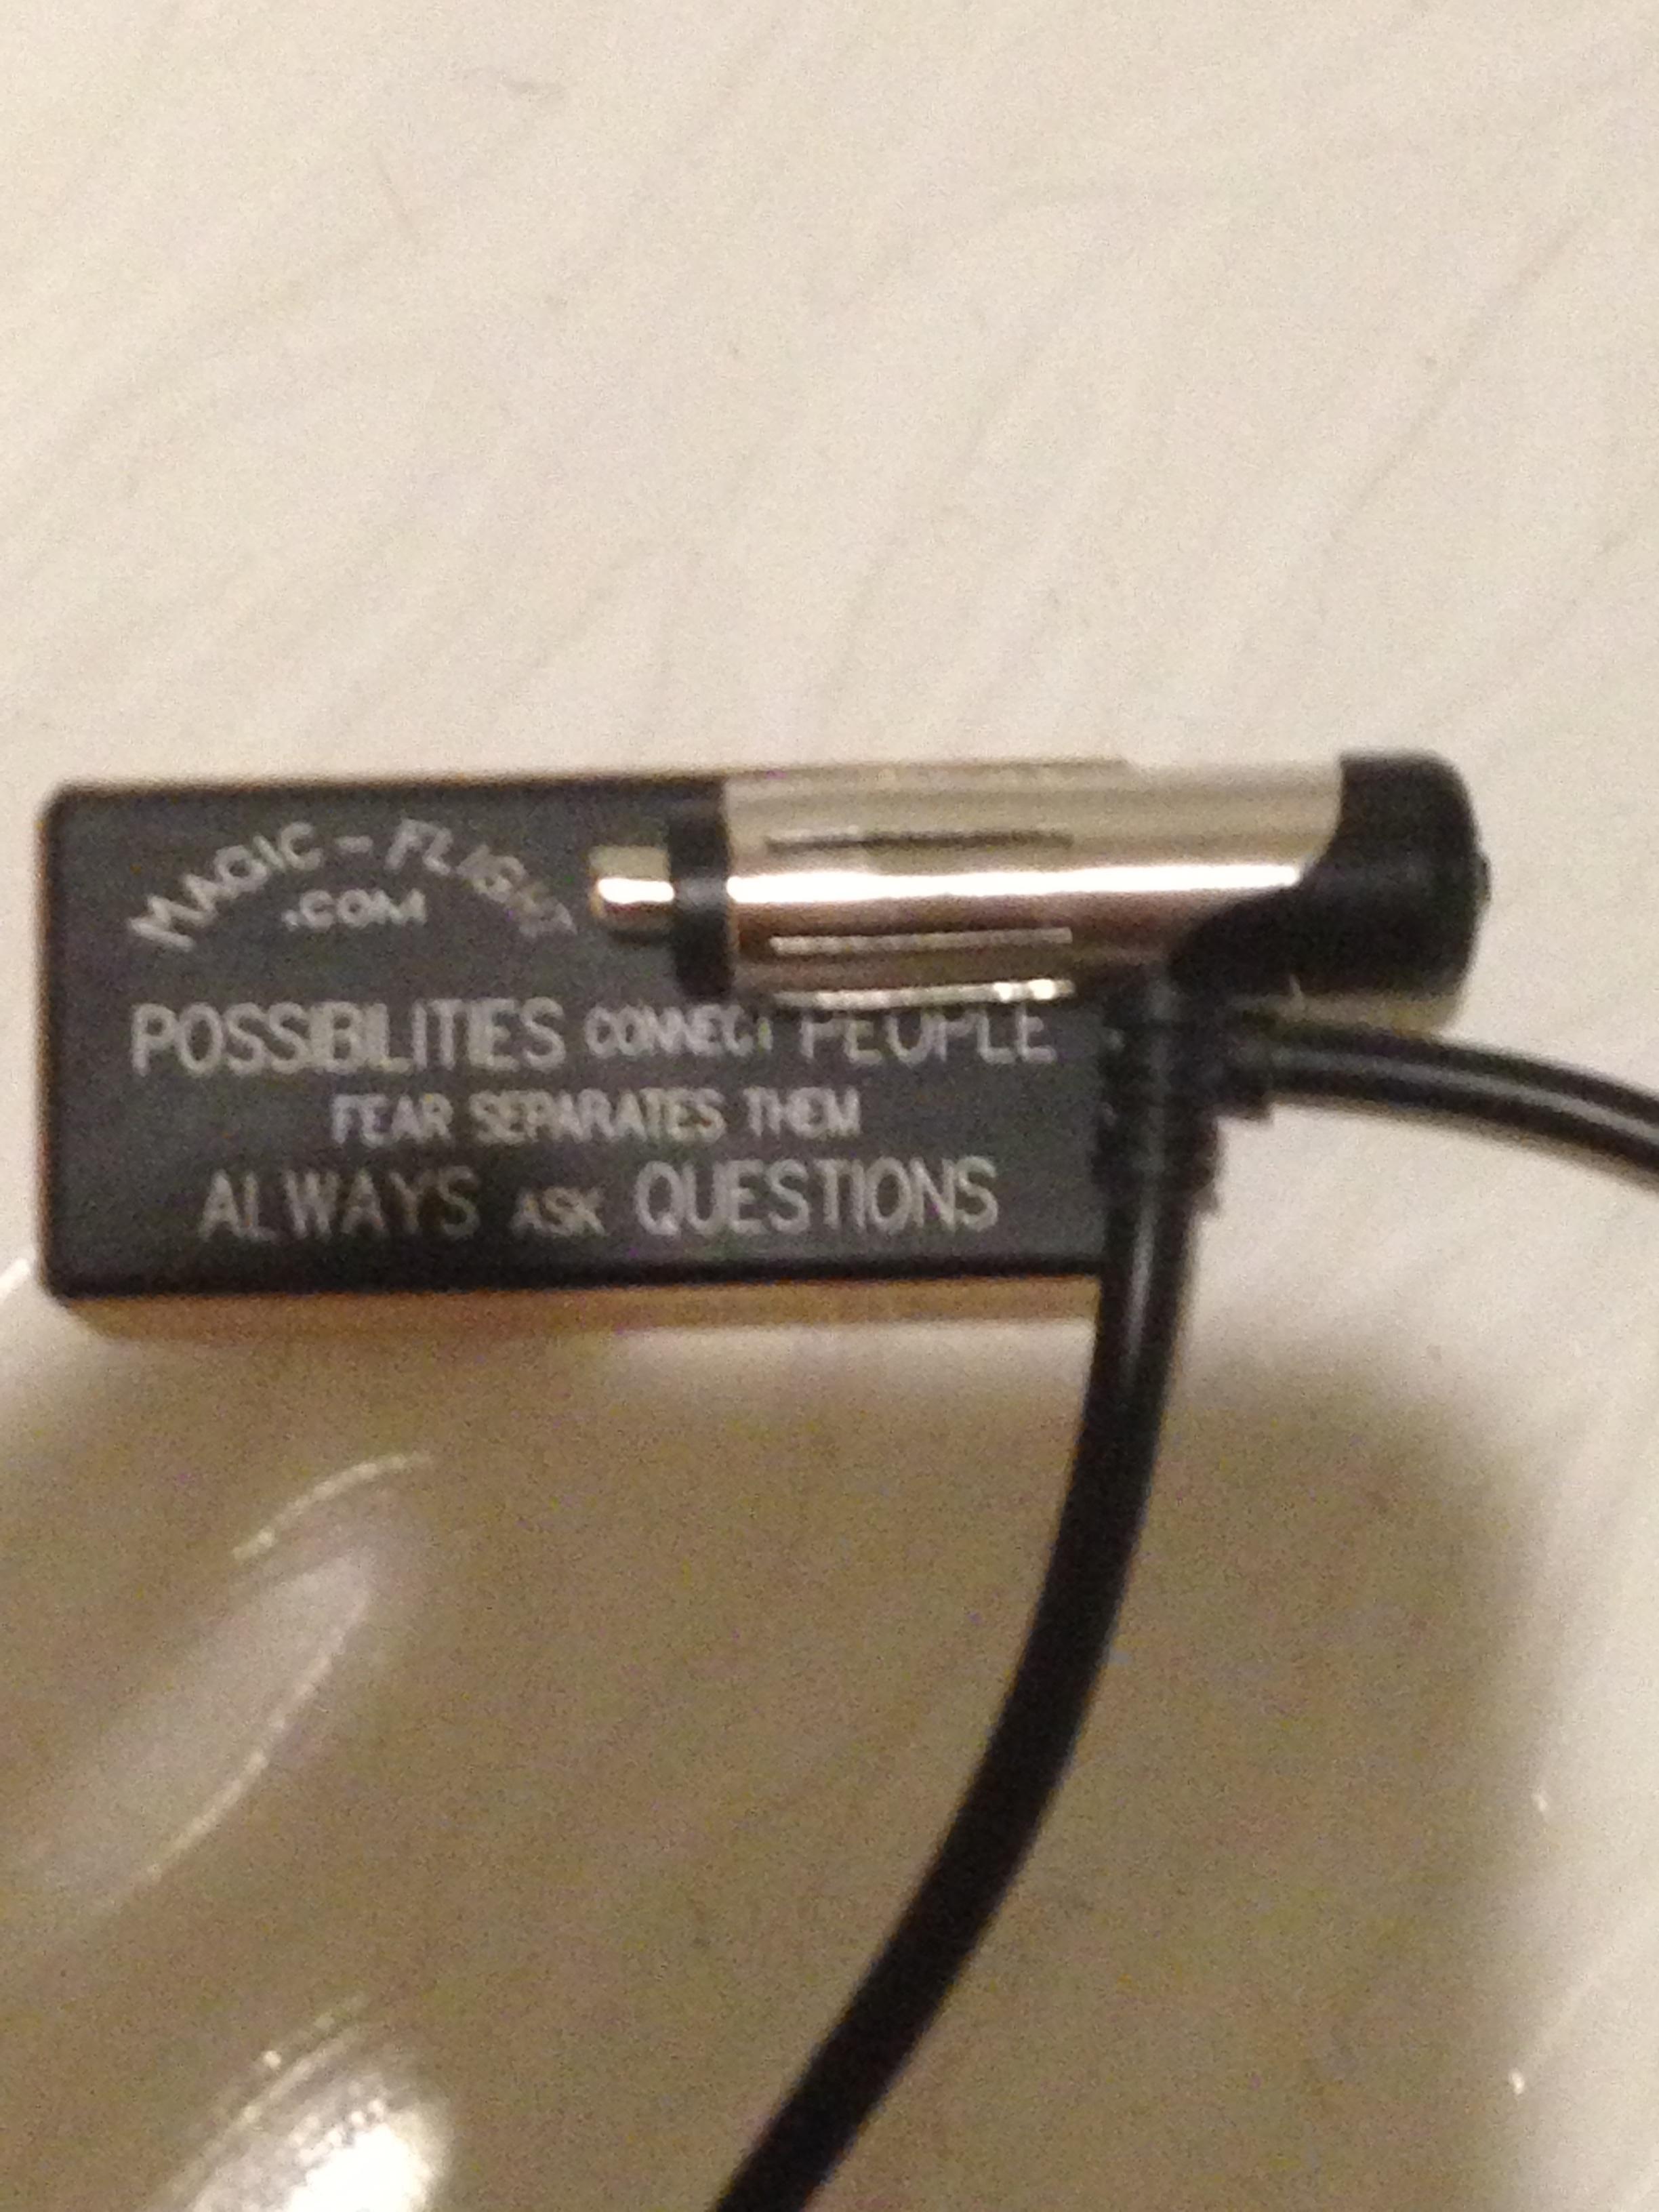 MAGIC - FLIGHT
.COM
POSSIBILITIES CONNECT PEOPLE
FEAR SEPARATES THEM
ALWAYS ASK QUESTIONS